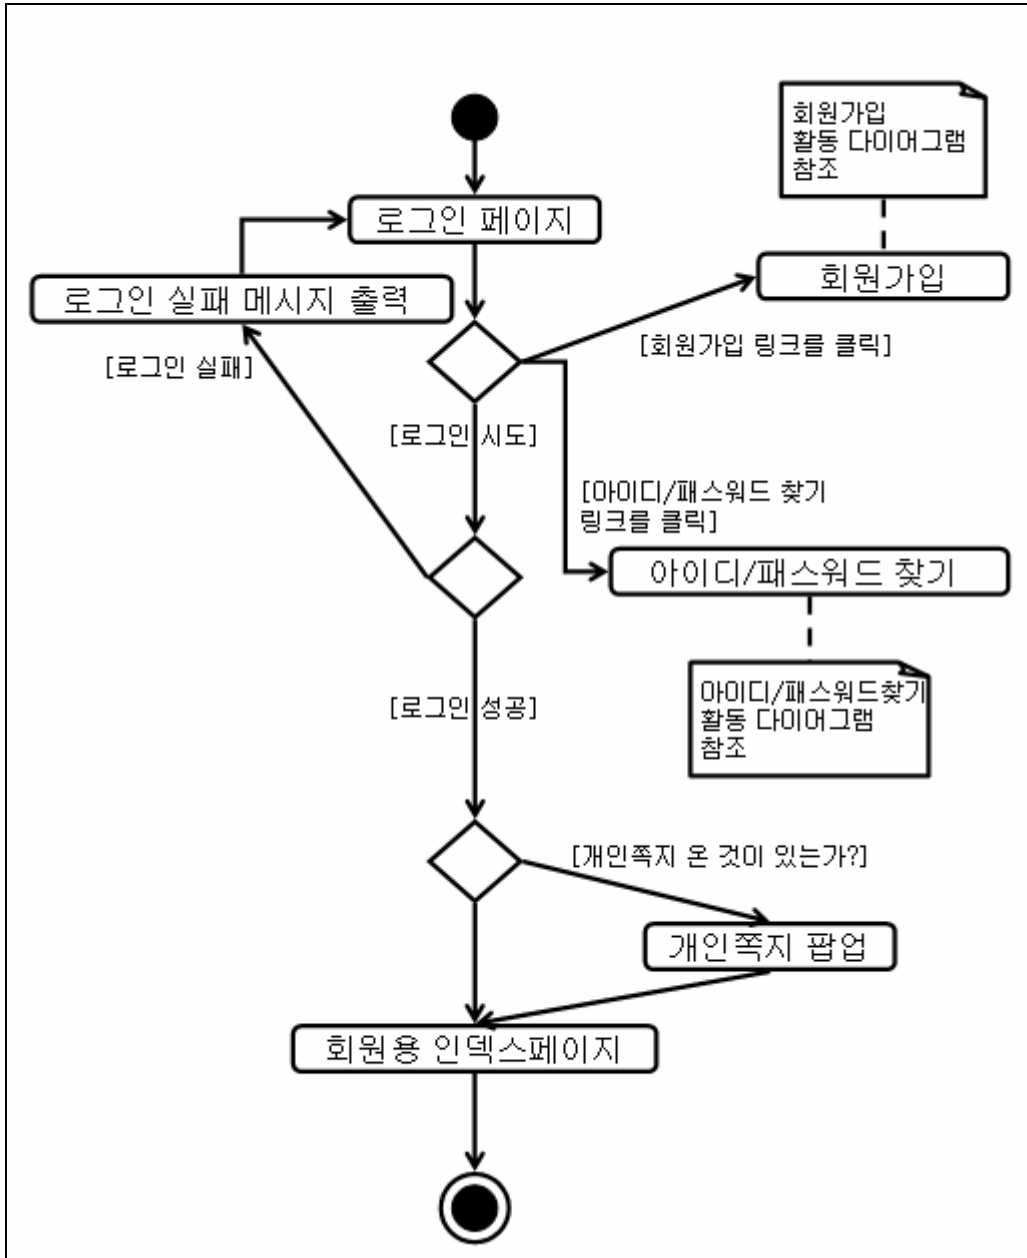 회원가입
활동 다이어그램
참조
로그인 페이지
회원가입
로그인 실패 메시지 출력
[회원가입 링크를 클릭]
[로그인 실패]
[로그인 시도]
[아이디/패스워드 찾기
링크를 클릭]
아이디/패스워드 찾기
아이디/패스워드찾기
활동 다이어그램
참조
[로그인 성공]
[개인쪽지 온 것이 있는가?]
개인쪽지 팝업
회원용 인덱스페이지